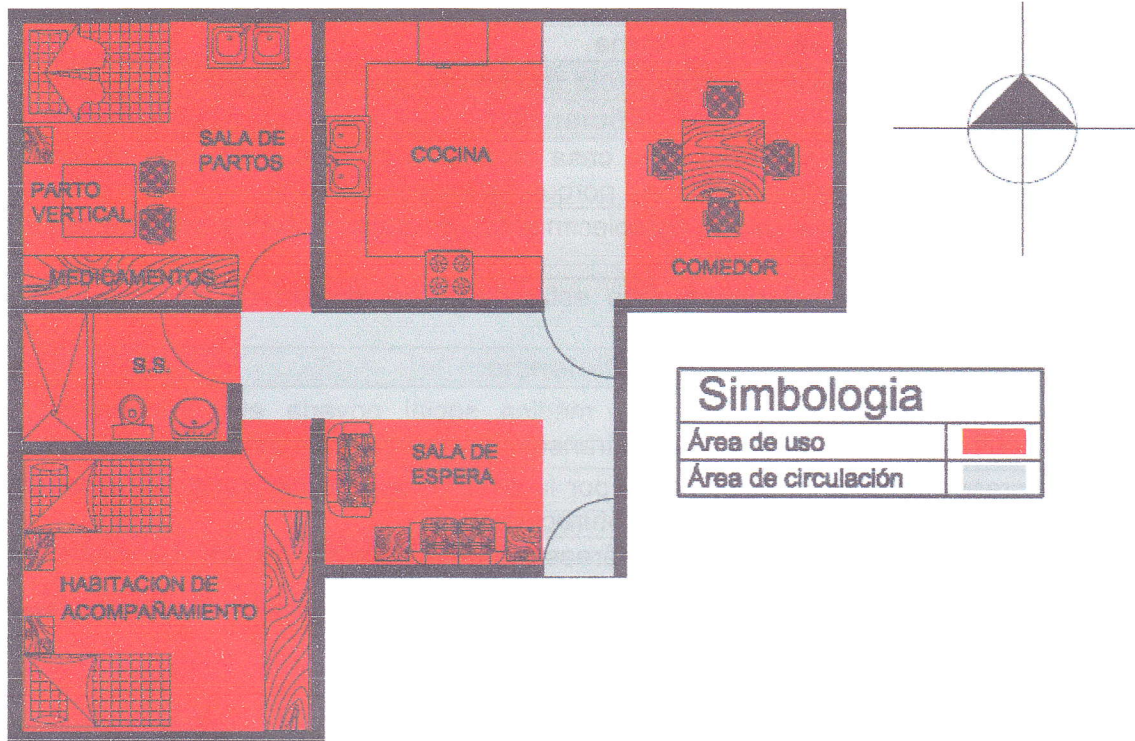 SALA DE
PARTOS
PARTO
VERTICAL
MEDICAMENTOS
COCINA
COMEDOR
S.S.
SALA DE
ESPERA
HABITACION DE
ACOMPAÑAMIENTO
Simbologia
Área de uso
Área de circulación